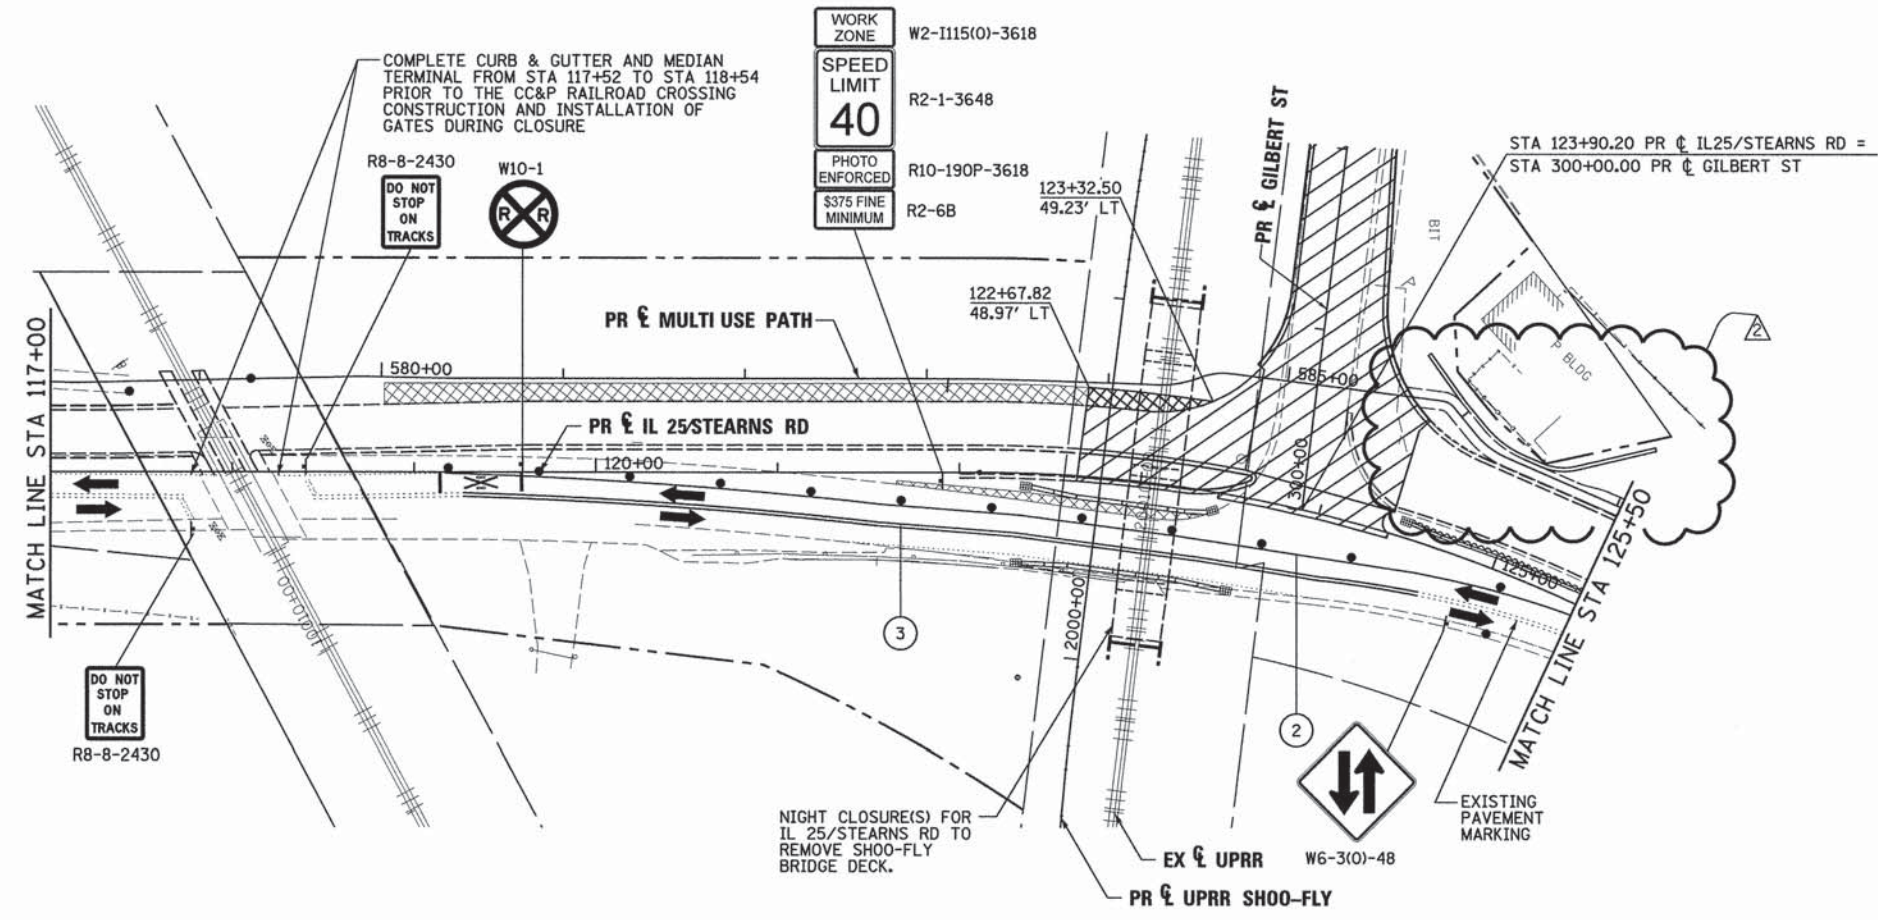 WORK
ZONE
W2-I115(O)-3618
SPEED
LIMIT
40
R2-1-3648
PHOTO
ENFORCED
R10-190P-3618
$375 FINE
MINIMUM
R2-6B
COMPLETE CURB & GUTTER AND MEDIAN
TERMINAL FROM STA 117+52 TO STA 118+54
PRIOR TO THE CC&P RAILROAD CROSSING
CONSTRUCTION AND INSTALLATION OF
GATES DURING CLOSURE
R8-8-2430
DO NOT
STOP
ON
TRACKS
W10-1
R R
123+32.50
49.23' LT
PR ℄ GILBERT ST
STA 123+90.20 PR ℄ IL25/STEARNS RD =
STA 300+00.00 PR ℄ GILBERT ST
BIT
122+67.82
48.97' LT
PR ℄ MULTI USE PATH
2
P BLDG
MATCH LINE STA 117+00
580+00
585+00
PR ℄ IL 25/STEARNS RD
120+00
300+00
125+00
MATCH LINE STA 125+50
10010+00
2000+00
3
2
DO NOT
STOP
ON
TRACKS
R8-8-2430
NIGHT CLOSURE(S) FOR
IL 25/STEARNS RD TO
REMOVE SHOO-FLY
BRIDGE DECK.
EX ℄ UPRR
PR ℄ UPRR SHOO-FLY
W6-3(O)-48
EXISTING
PAVEMENT
MARKING